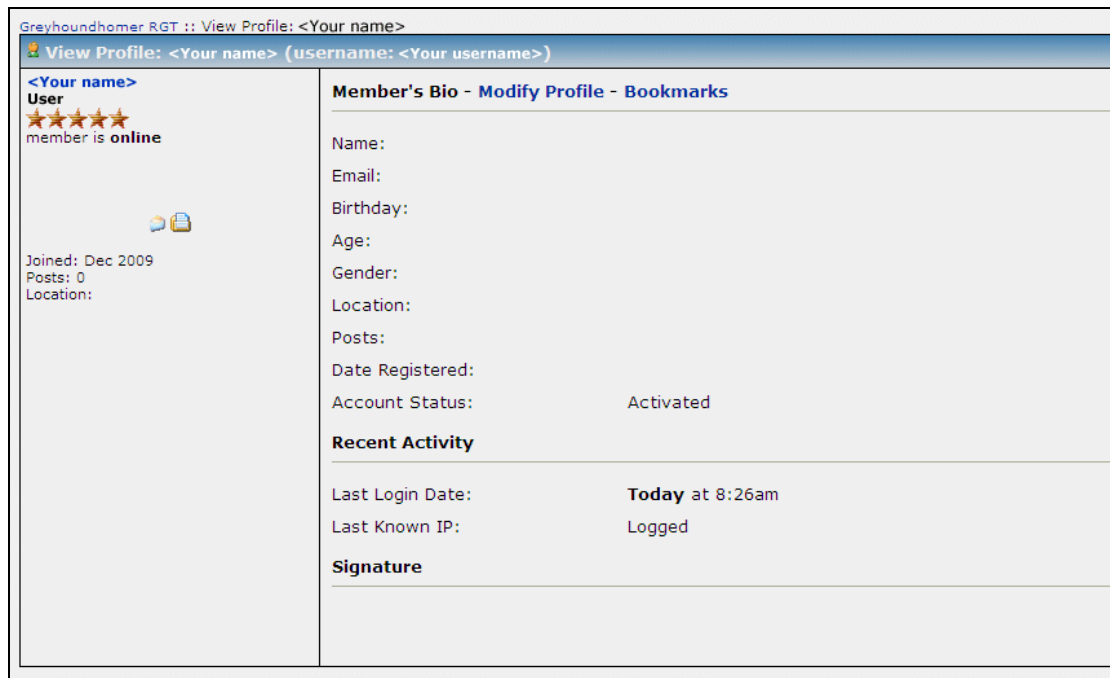 Greyhoundhomer RGT :: View Profile: <Your name>
View Profile: <Your name> (username: <Your username>)
<Your name>
User
member is online
Joined: Dec 2009
Posts: 0
Location:
Member's Bio - Modify Profile - Bookmarks
Name:
Email:
Birthday:
Age:
Gender:
Location:
Posts:
Date Registered:
Account Status: Activated
Recent Activity
Last Login Date: Today at 8:26am
Last Known IP: Logged
Signature